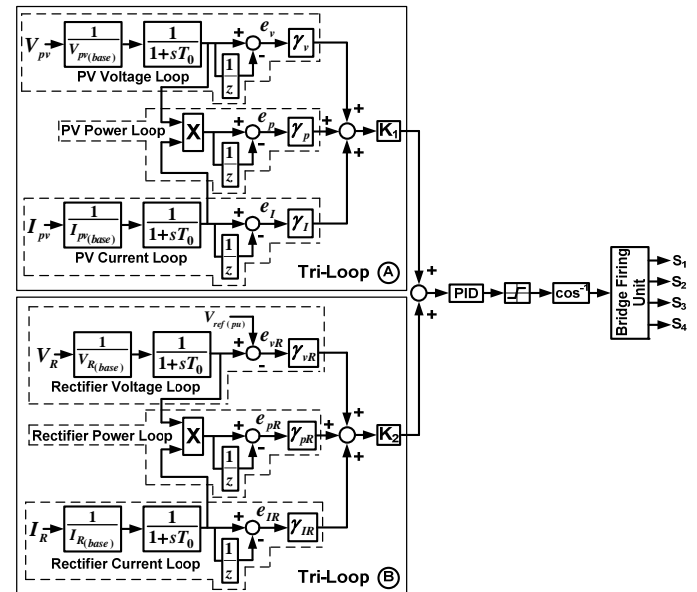 V_pv
1
V_pv(base)
1
1+sT_0
PV Voltage Loop
+
-
e_v
γ_v
1
z
+
PV Power Loop
X
+
-
e_p
γ_p
+
1
z
K_1
+
I_pv
1
I_pv(base)
1
1+sT_0
PV Current Loop
+
-
e_I
γ_I
1
z
Tri-Loop A
+
+
PID
cos^-1
Bridge Firing
Unit
S_1
S_2
S_3
S_4
V_ref(pu)
V_R
1
V_R(base)
1
1+sT_0
Rectifier Voltage Loop
+
-
e_vR
γ_vR
+
Rectifier Power Loop
X
+
-
e_pR
γ_pR
+
1
z
K_2
+
I_R
1
I_R(base)
1
1+sT_0
Rectifier Current Loop
+
-
e_IR
γ_IR
1
z
Tri-Loop B